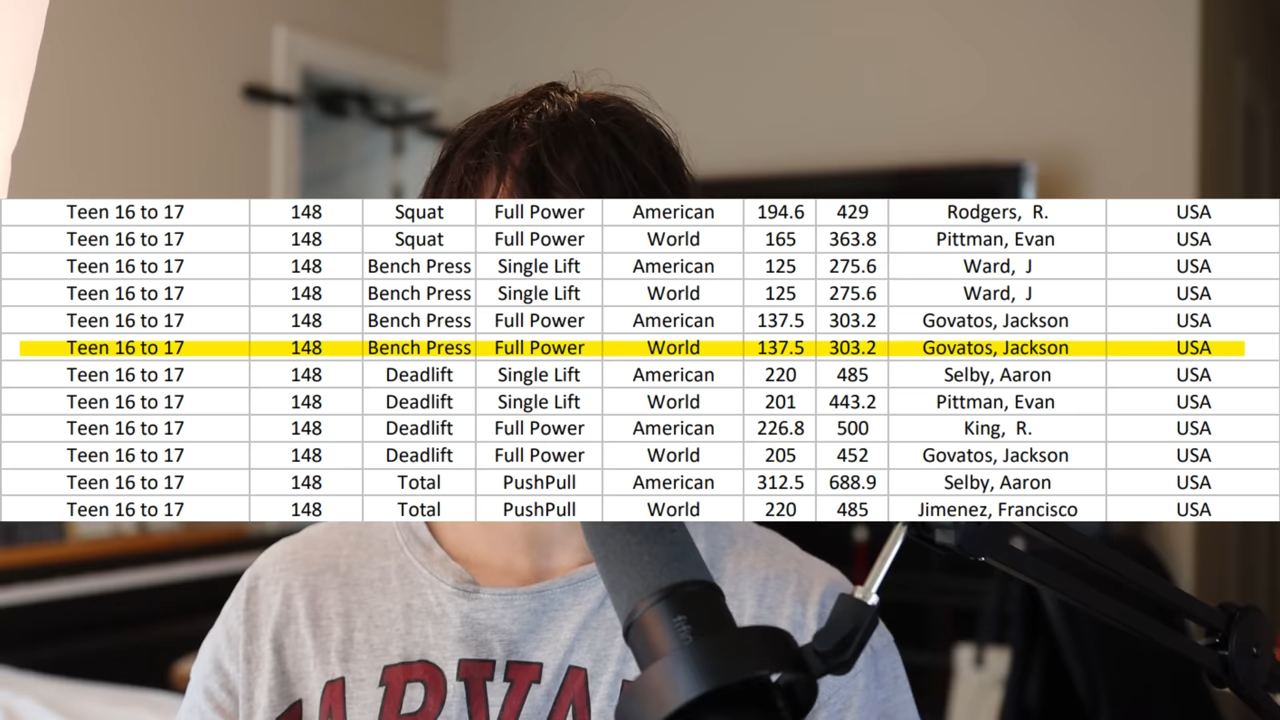 Teen 16 to 17 148 Squat Full Power American 194.6 429 Rodgers, R. USA
Teen 16 to 17 148 Squat Full Power World 165 363.8 Pittman, Evan USA
Teen 16 to 17 148 Bench Press Single Lift American 125 275.6 Ward, J USA
Teen 16 to 17 148 Bench Press Single Lift World 125 275.6 Ward, J USA
Teen 16 to 17 148 Bench Press Full Power American 137.5 303.2 Govatos, Jackson USA
Teen 16 to 17 148 Bench Press Full Power World 137.5 303.2 Govatos, Jackson USA
Teen 16 to 17 148 Deadlift Single Lift American 220 485 Selby, Aaron USA
Teen 16 to 17 148 Deadlift Single Lift World 201 443.2 Pittman, Evan USA
Teen 16 to 17 148 Deadlift Full Power American 226.8 500 King, R. USA
Teen 16 to 17 148 Deadlift Full Power World 205 452 Govatos, Jackson USA
Teen 16 to 17 148 Total PushPull American 312.5 688.9 Selby, Aaron USA
Teen 16 to 17 148 Total PushPull World 220 485 Jimenez, Francisco USA
ARVA